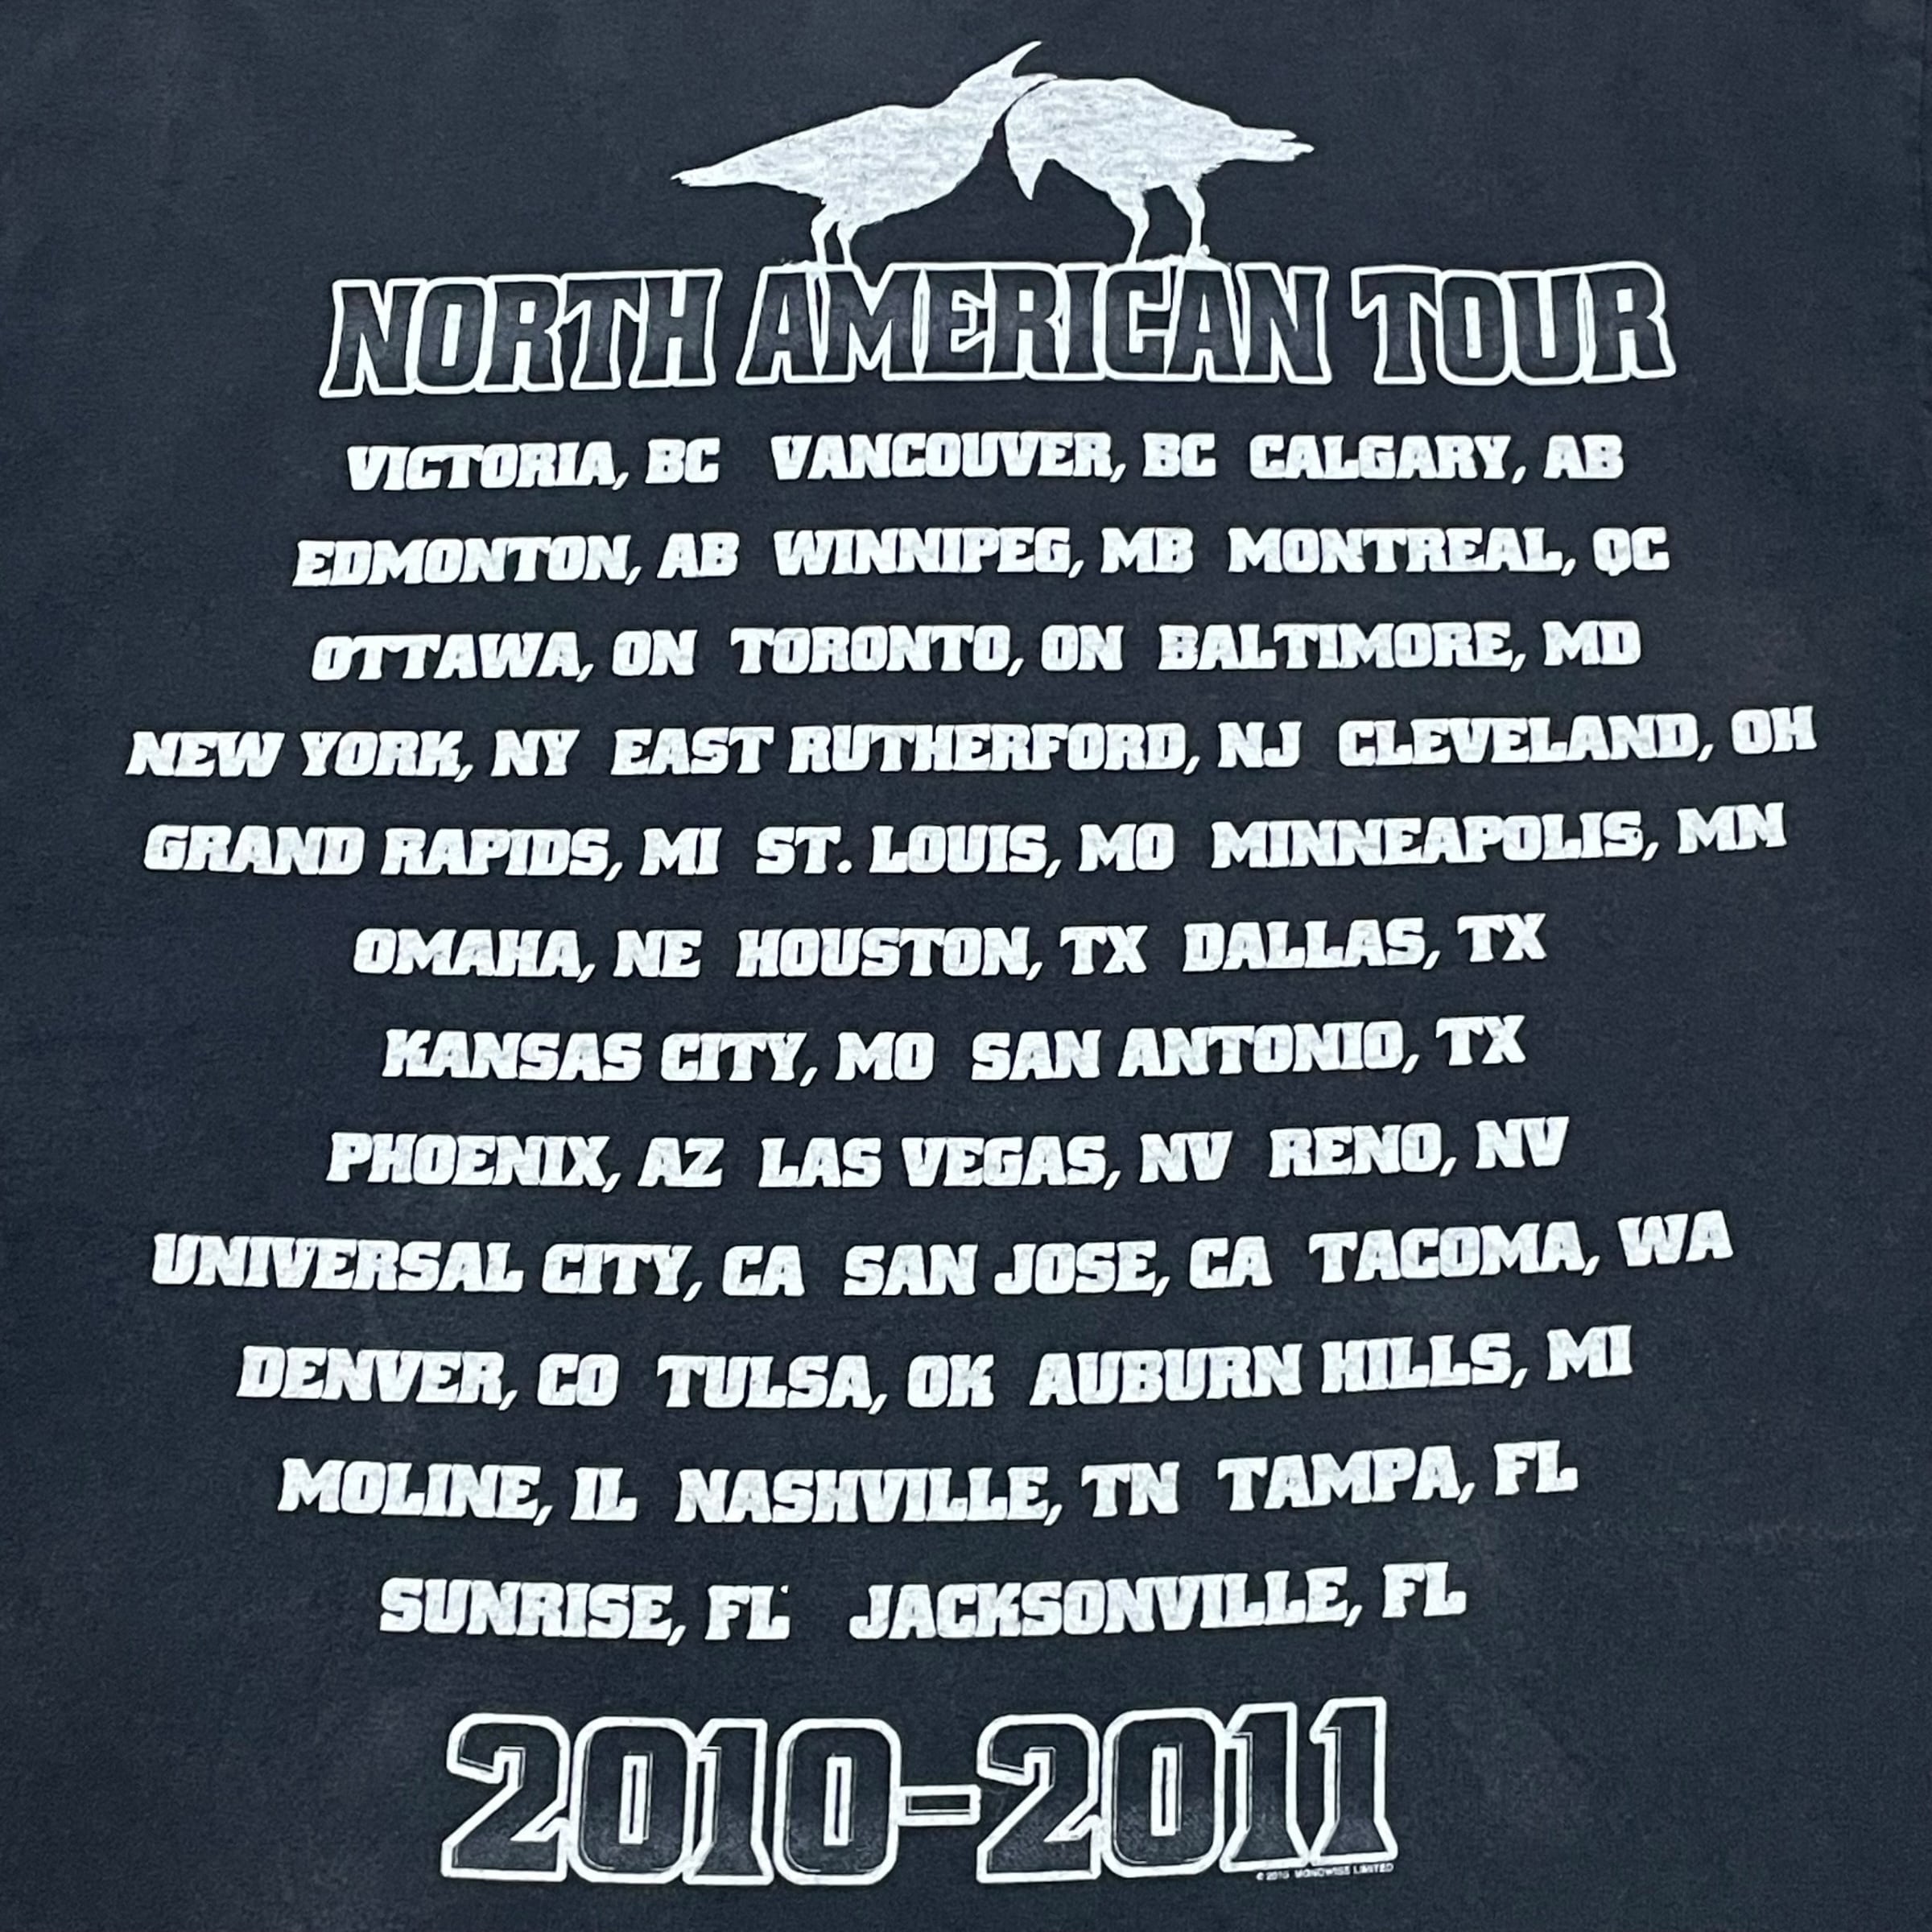 NORTH AMERICAN TOUR
VICTORIA, BC VANCOUVER, BC CALGARY, AB
EDMONTON, AB WINNIPEG, MB MONTREAL, QC
OTTAWA, ON TORONTO, ON BALTIMORE, MD
NEW YORK, NY EAST RUTHERFORD, NJ CLEVELAND, OH
GRAND RAPIDS, MI ST. LOUIS, MO MINNEAPOLIS, MN
OMAHA, NE HOUSTON, TX DALLAS, TX
KANSAS CITY, MO SAN ANTONIO, TX
PHOENIX, AZ LAS VEGAS, NV RENO, NV
UNIVERSAL CITY, CA SAN JOSE, CA TACOMA, WA
DENVER, CO TULSA, OK AUBURN HILLS, MI
MOLINE, IL NASHVILLE, TN TAMPA, FL
SUNRISE, FL JACKSONVILLE, FL
2010-2011
© 2010 MONOWISE LIMITED